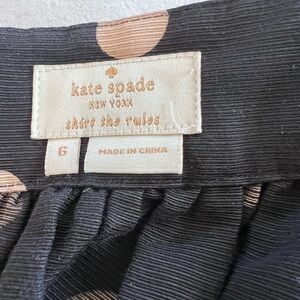 kate spade
NEW YORK
skirt the rules
6
MADE IN CHINA